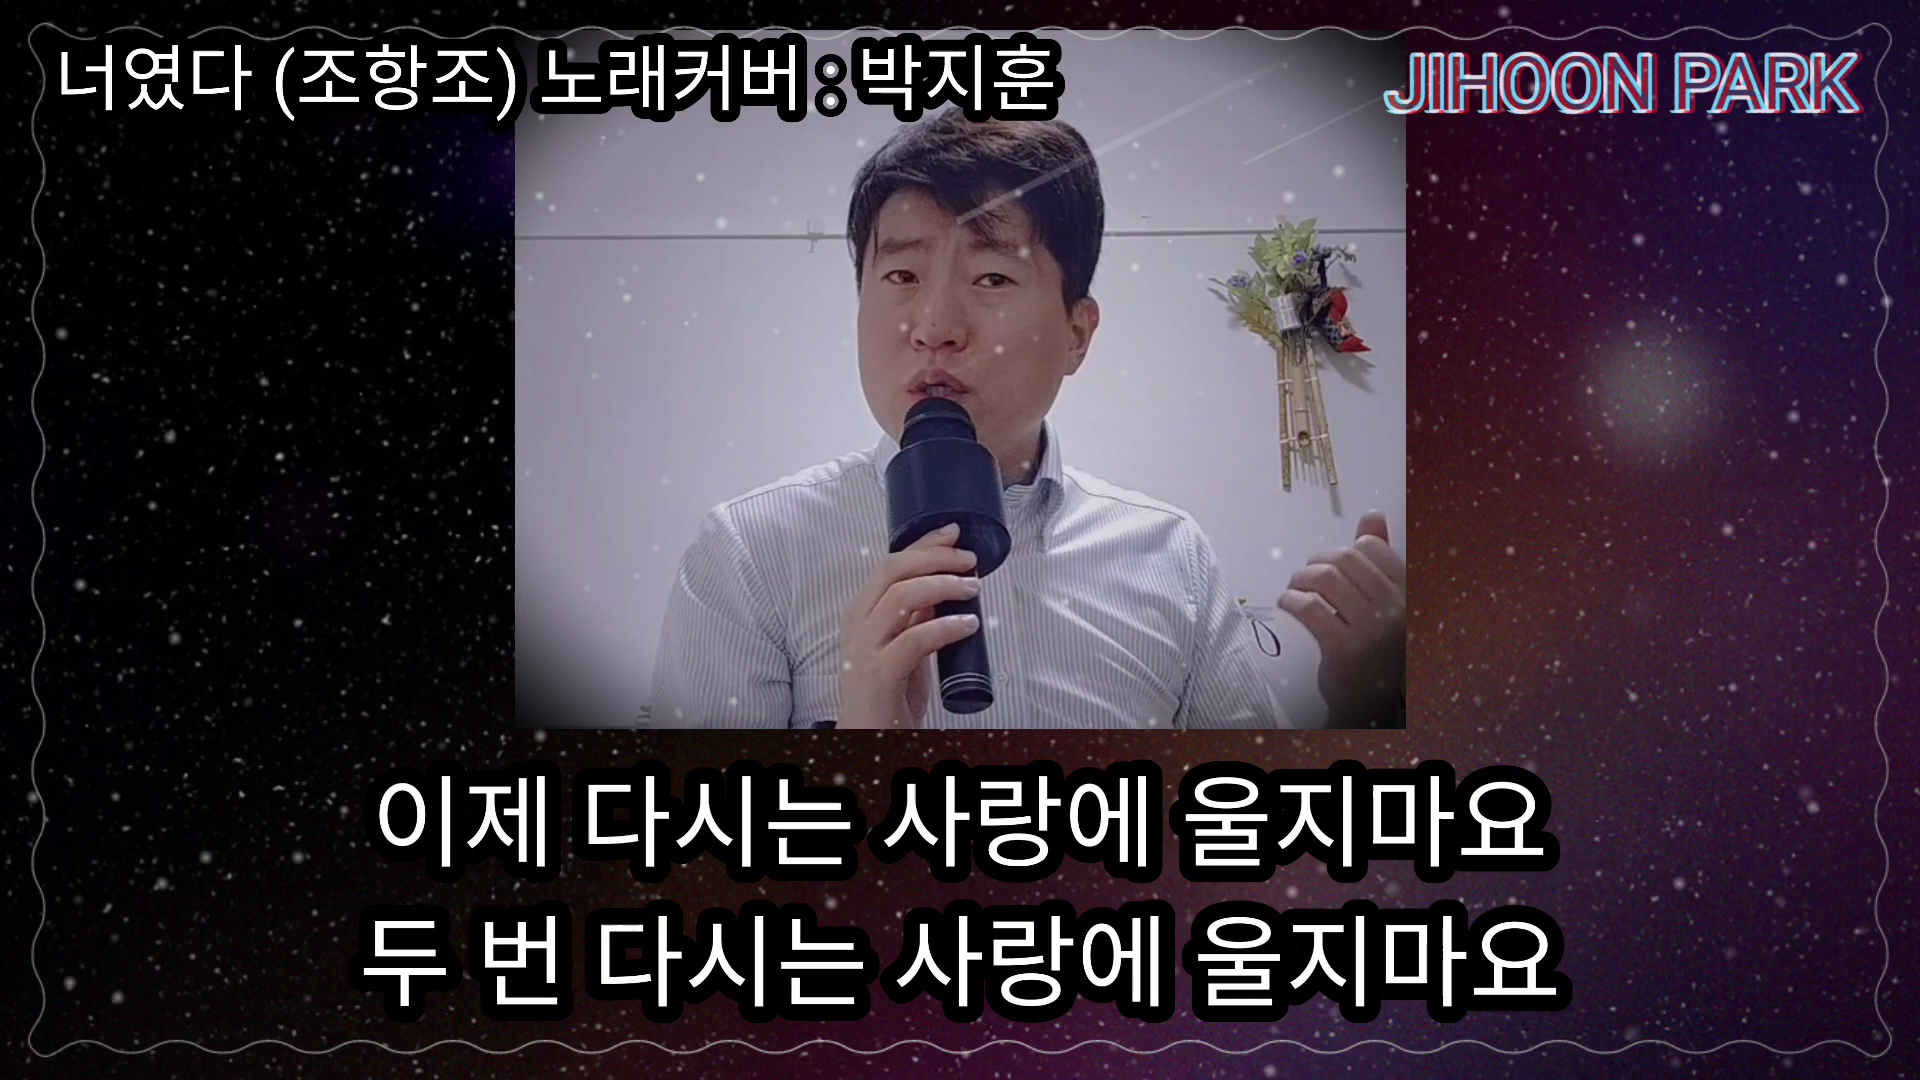 너였다 (조항조) 노래커버 : 박지훈
JIHOON PARK
이제 다시는 사랑에 울지마요
두 번 다시는 사랑에 울지마요